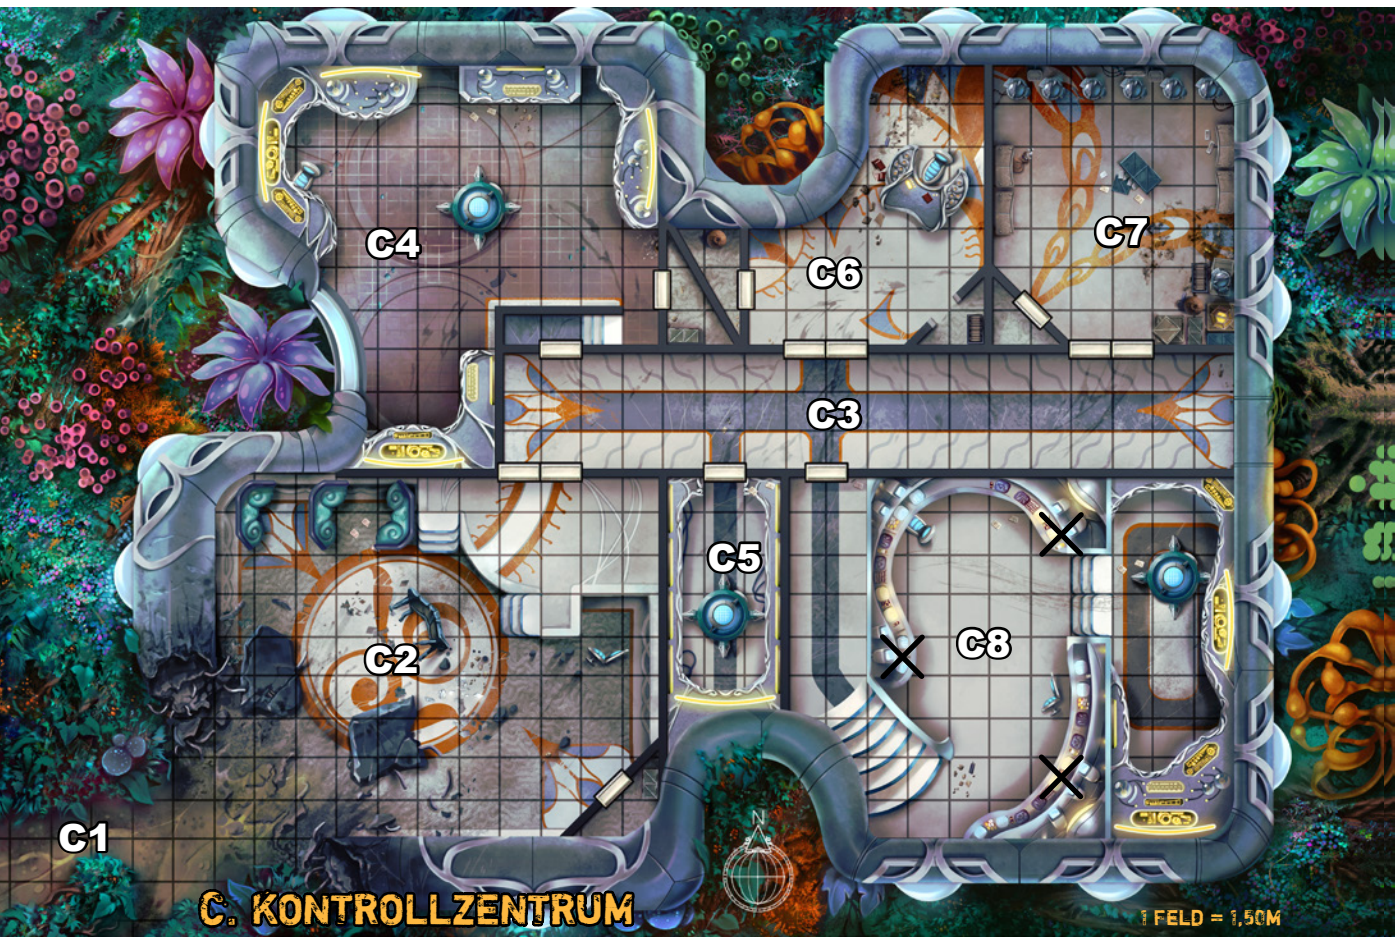 C4
C7
C6
C3
C5
C8
C2
C1
N
C. KONTROLLZENTRUM
1 FELD = 1,50M